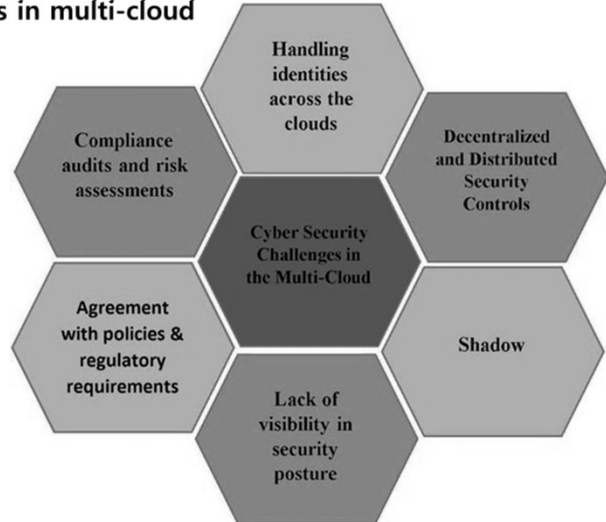 s in multi-cloud
Handling
identities
across the
clouds
Compliance
audits and risk
assessments
Decentralized
and Distributed
Security
Controls
Cyber Security
Challenges in
the Multi-Cloud
Agreement
with policies &
regulatory
requirements
Shadow
Lack of
visibility in
security
posture